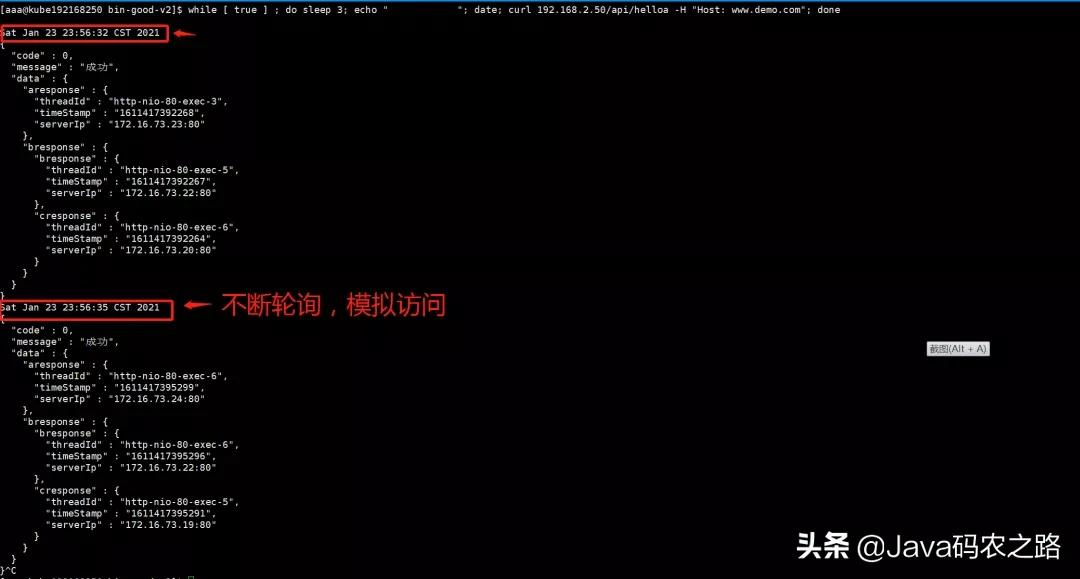 [aaa@kube192168250 bin-good-v2]$ while [ true ] ; do sleep 3; echo "            "; date; curl 192.168.2.50/api/helloa -H "Host: www.demo.com"; done
Sat Jan 23 23:56:32 CST 2021
{
"code" : 0,
"message" : "成功",
"data" : {
"aresponse" : {
"threadId" : "http-nio-80-exec-3",
"timeStamp" : "1611417392268",
"serverIp" : "172.16.73.23:80"
},
"bresponse" : {
"bresponse" : {
"threadId" : "http-nio-80-exec-5",
"timeStamp" : "1611417392267",
"serverIp" : "172.16.73.22:80"
},
"cresponse" : {
"threadId" : "http-nio-80-exec-6",
"timeStamp" : "1611417392264",
"serverIp" : "172.16.73.20:80"
}
}
}
}
Sat Jan 23 23:56:35 CST 2021
不断轮询，模拟访问
{
"code" : 0,
"message" : "成功",
截图(Alt + A)
"data" : {
"aresponse" : {
"threadId" : "http-nio-80-exec-6",
"timeStamp" : "1611417395299",
"serverIp" : "172.16.73.24:80"
},
"bresponse" : {
"bresponse" : {
"threadId" : "http-nio-80-exec-6",
"timeStamp" : "1611417395296",
"serverIp" : "172.16.73.22:80"
},
"cresponse" : {
"threadId" : "http-nio-80-exec-5",
"timeStamp" : "1611417395291",
"serverIp" : "172.16.73.19:80"
}
}
}
}^C
头条 @Java码农之路